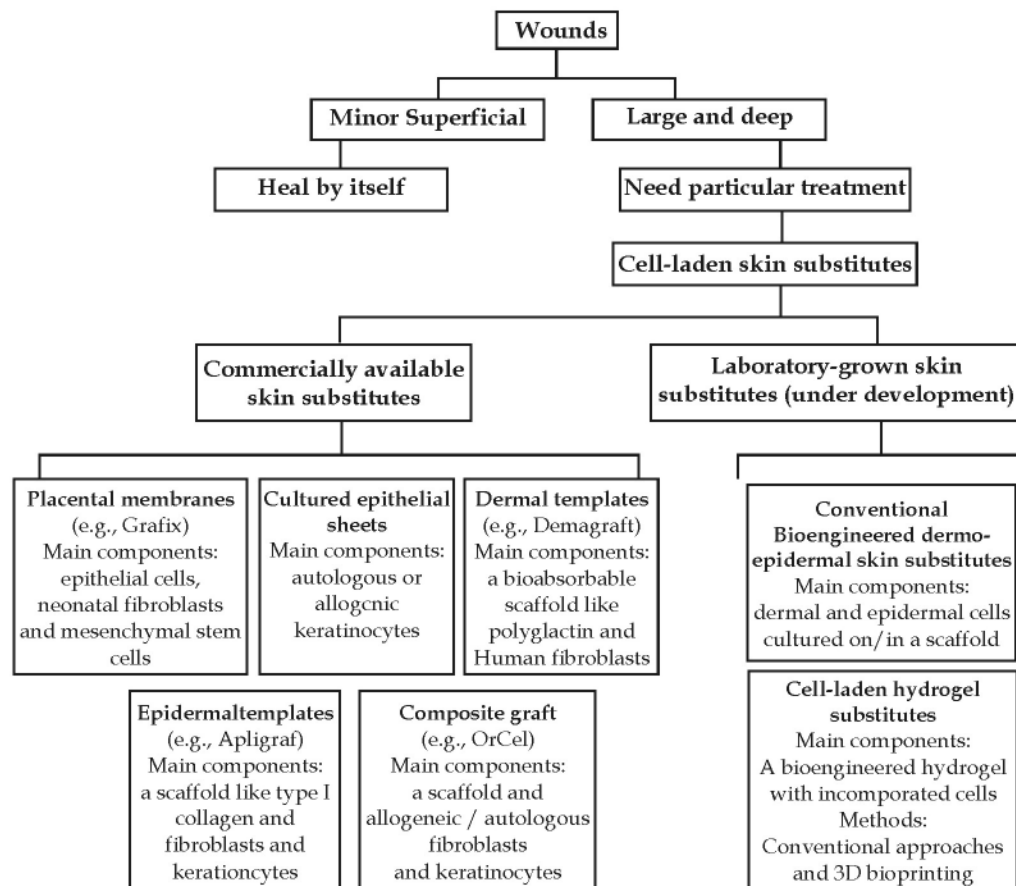 Wounds
Minor Superficial
Large and deep
Heal by itself
Need particular treatment
Cell-laden skin substitutes
Commercially available
skin substitutes
Laboratory-grown skin
substitutes (under development)
Placental membranes
(e.g., Grafix)
Main components:
epithelial cells,
neonatal fibroblasts
and mesenchymal stem
cells
Cultured epithelial
sheets
Main components:
autologous or
allogcnic
keratinocytes
Dermal templates
(e.g., Demagraft)
Main components:
a bioabsorbable
scaffold like
polyglactin and
Human fibroblasts
Conventional
Bioengineered dermo-
epidermal skin substitutes
Main components:
dermal and epidermal cells
cultured on/in a scaffold
Epidermaltemplates
(e.g., Apligraf)
Main components:
a scaffold like type I
collagen and
fibroblasts and
kerationcytes
Composite graft
(e.g., OrCel)
Main components:
a scaffold and
allogeneic / autologous
fibroblasts
and keratinocytes
Cell-laden hydrogel
substitutes
Main components:
A bioengineered hydrogel
with incomporated cells
Methods:
Conventional approaches
and 3D bioprinting